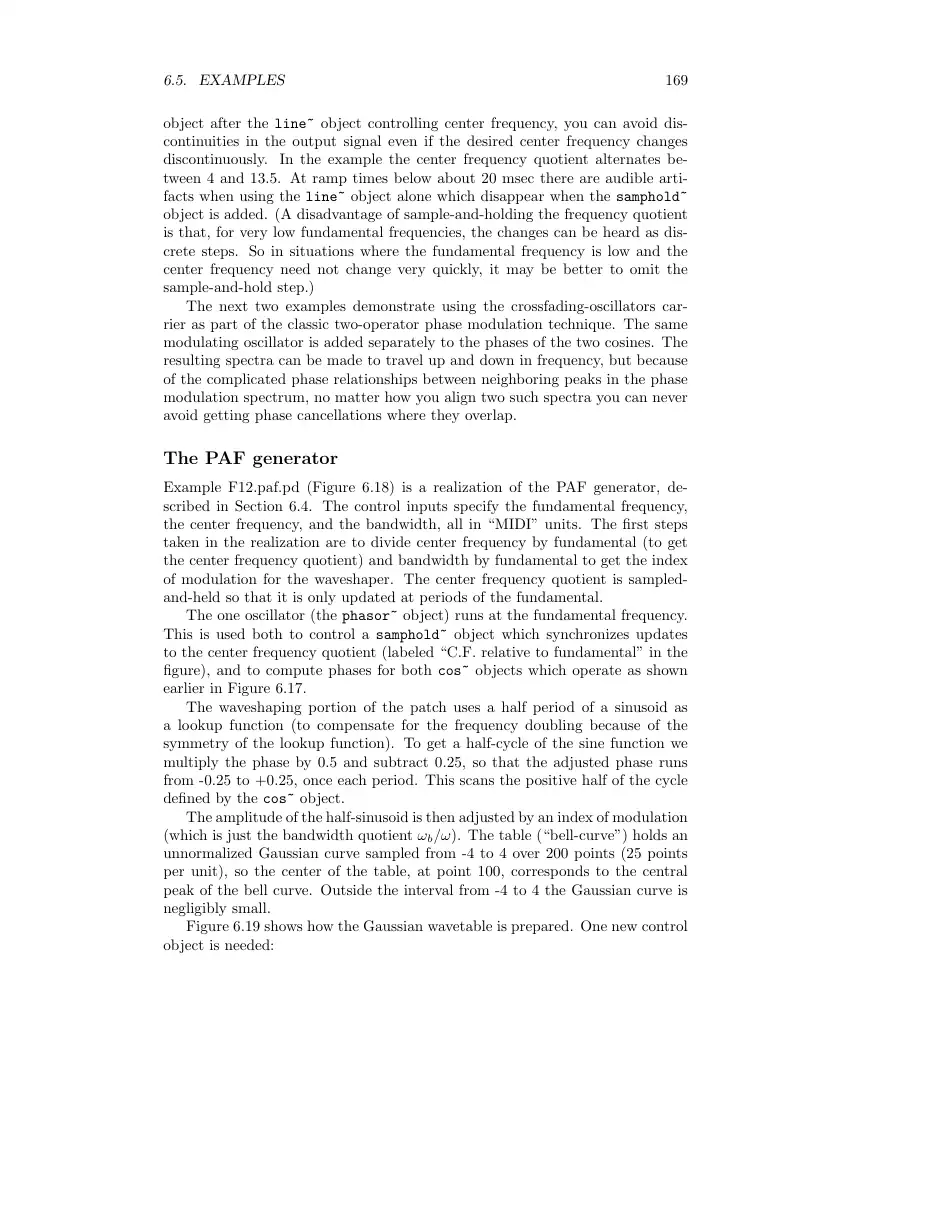 6.5. EXAMPLES 169
object after the line~ object controlling center frequency, you can avoid dis-
continuities in the output signal even if the desired center frequency changes
discontinuously. In the example the center frequency quotient alternates be-
tween 4 and 13.5. At ramp times below about 20 msec there are audible arti-
facts when using the line~ object alone which disappear when the samphold~
object is added. (A disadvantage of sample-and-holding the frequency quotient
is that, for very low fundamental frequencies, the changes can be heard as dis-
crete steps. So in situations where the fundamental frequency is low and the
center frequency need not change very quickly, it may be better to omit the
sample-and-hold step.)
The next two examples demonstrate using the crossfading-oscillators car-
rier as part of the classic two-operator phase modulation technique. The same
modulating oscillator is added separately to the phases of the two cosines. The
resulting spectra can be made to travel up and down in frequency, but because
of the complicated phase relationships between neighboring peaks in the phase
modulation spectrum, no matter how you align two such spectra you can never
avoid getting phase cancellations where they overlap.
The PAF generator
Example F12.paf.pd (Figure 6.18) is a realization of the PAF generator, de-
scribed in Section 6.4. The control inputs specify the fundamental frequency,
the center frequency, and the bandwidth, all in “MIDI” units. The first steps
taken in the realization are to divide center frequency by fundamental (to get
the center frequency quotient) and bandwidth by fundamental to get the index
of modulation for the waveshaper. The center frequency quotient is sampled-
and-held so that it is only updated at periods of the fundamental.
The one oscillator (the phasor~ object) runs at the fundamental frequency.
This is used both to control a samphold~ object which synchronizes updates
to the center frequency quotient (labeled “C.F. relative to fundamental” in the
figure), and to compute phases for both cos~ objects which operate as shown
earlier in Figure 6.17.
The waveshaping portion of the patch uses a half period of a sinusoid as
a lookup function (to compensate for the frequency doubling because of the
symmetry of the lookup function). To get a half-cycle of the sine function we
multiply the phase by 0.5 and subtract 0.25, so that the adjusted phase runs
from -0.25 to +0.25, once each period. This scans the positive half of the cycle
defined by the cos~ object.
The amplitude of the half-sinusoid is then adjusted by an index of modulation
(which is just the bandwidth quotient ω_b/ω). The table (“bell-curve”) holds an
unnormalized Gaussian curve sampled from -4 to 4 over 200 points (25 points
per unit), so the center of the table, at point 100, corresponds to the central
peak of the bell curve. Outside the interval from -4 to 4 the Gaussian curve is
negligibly small.
Figure 6.19 shows how the Gaussian wavetable is prepared. One new control
object is needed: